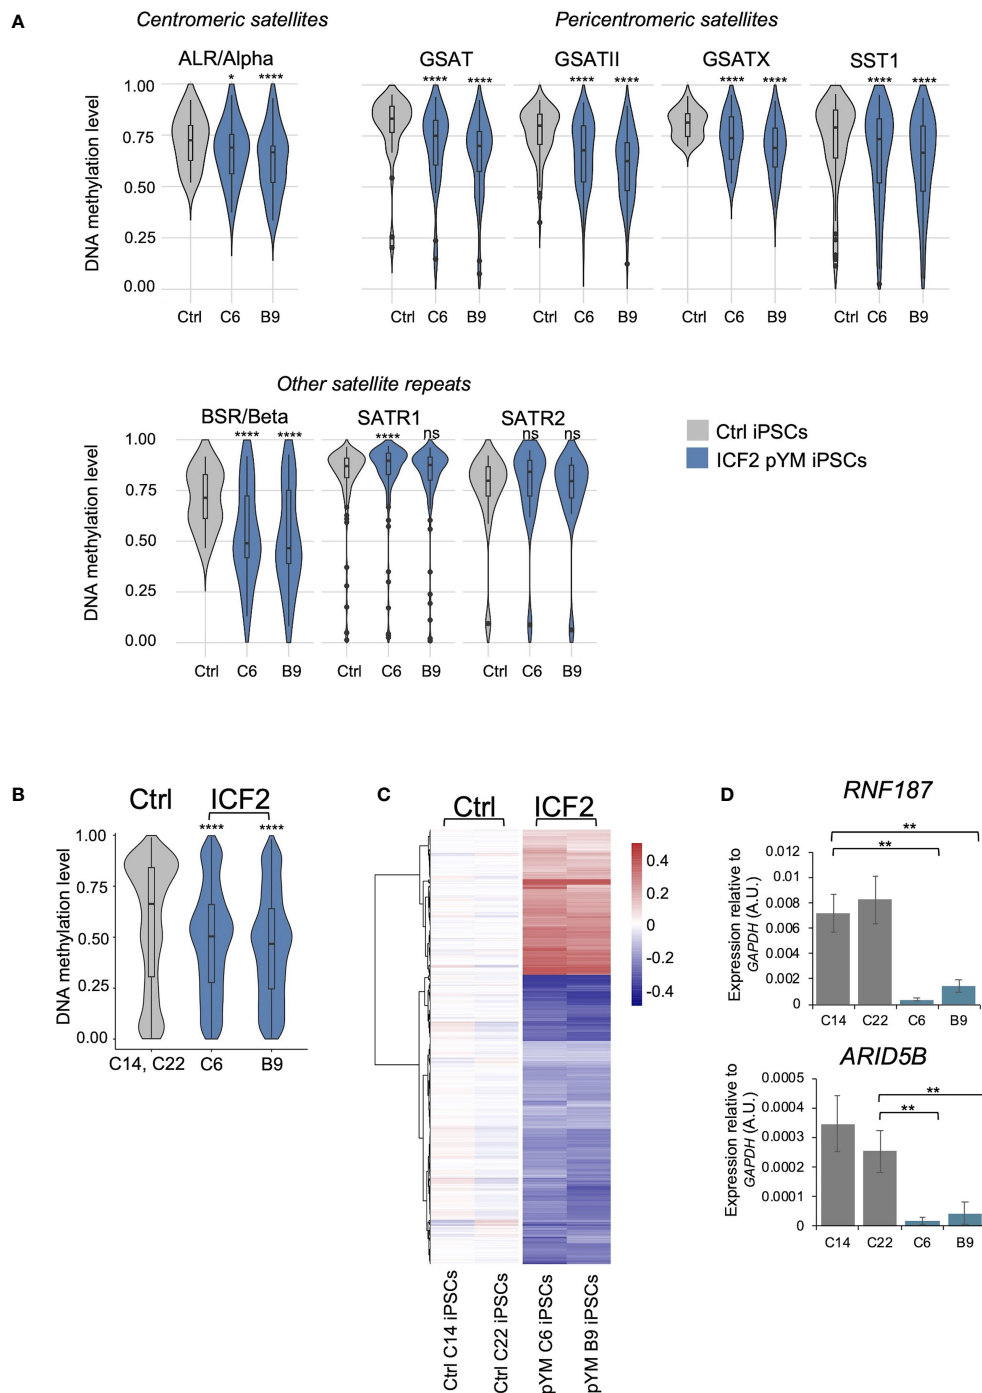 A
Centromeric satellites
Pericentromeric satellites
ALR/Alpha
GSAT
GSATII
GSATX
SST1
* ****
**** ****
**** ****
**** ****
**** ****
DNA methylation level
1.00
0.75
0.50
0.25
0.00
Ctrl C6 B9
Ctrl C6 B9
Ctrl C6 B9
Ctrl C6 B9
Ctrl C6 B9
Other satellite repeats
BSR/Beta
SATR1
SATR2
**** ****
**** ns
ns ns
DNA methylation level
1.00
0.75
0.50
0.25
0.00
Ctrl C6 B9
Ctrl C6 B9
Ctrl C6 B9
Ctrl iPSCs
ICF2 pYM iPSCs
B
Ctrl ICF2
**** ****
DNA methylation level
1.00
0.75
0.50
0.25
0.00
C14, C22 C6 B9
C
Ctrl ICF2
0.4
0.2
0
-0.2
-0.4
Ctrl C14 iPSCs
Ctrl C22 iPSCs
pYM C6 iPSCs
pYM B9 iPSCs
D
RNF187
**
**
Expression relative to
GAPDH (A.U.)
0.012
0.01
0.008
0.006
0.004
0.002
0
C14 C22 C6 B9
ARID5B
**
**
Expression relative to
GAPDH (A.U.)
0.0005
0.0004
0.0003
0.0002
0.0001
0
C14 C22 C6 B9